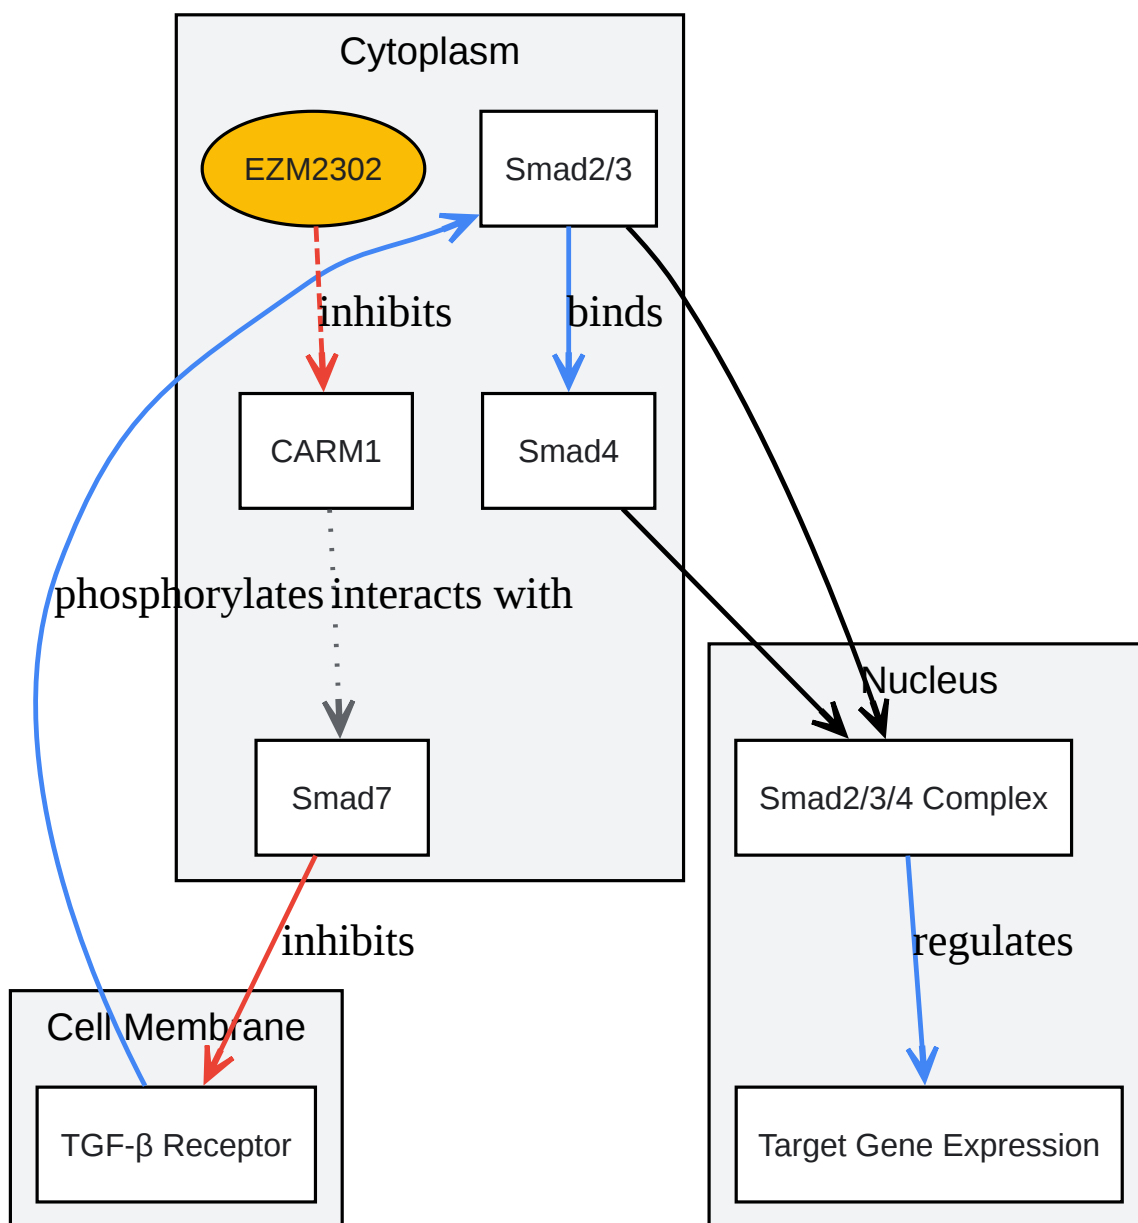 Cytoplasm
EZM2302
Smad2/3
inhibits
binds
CARM1
Smad4
phosphorylates
interacts with
Nucleus
Smad7
Smad2/3/4 Complex
inhibits
regulates
Cell Membrane
TGF-β Receptor
Target Gene Expression